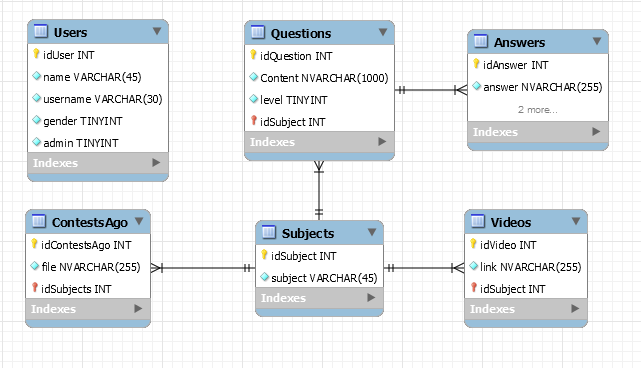 Users
idUser INT
name VARCHAR(45)
username VARCHAR(30)
gender TINYINT
admin TINYINT
Indexes
Questions
idQuestion INT
Content NVARCHAR(1000)
level TINYINT
idSubject INT
Indexes
Answers
idAnswer INT
answer NVARCHAR(255)
2 more...
Indexes
ContestsAgo
idContestsAgo INT
file NVARCHAR(255)
idSubjects INT
Indexes
Subjects
idSubject INT
subject VARCHAR(45)
Indexes
Videos
idVideo INT
link NVARCHAR(255)
idSubject INT
Indexes